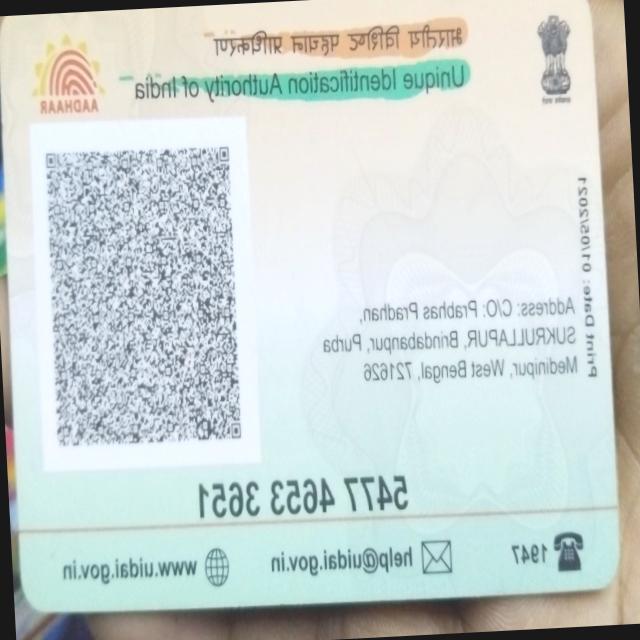 भारतीय विशिष्ट पहचान प्राधिकरण
Unique Identification Authority of India
AADHAAR
Print Date: 01/05/2021
Address: C/O: Prabhas Pradhan,
SUKRULLAPUR, Brindabanpur, Purba
Medinipur, West Bengal, 721626
5477 4653 3651
1947
help@uidai.gov.in
www.uidai.gov.in